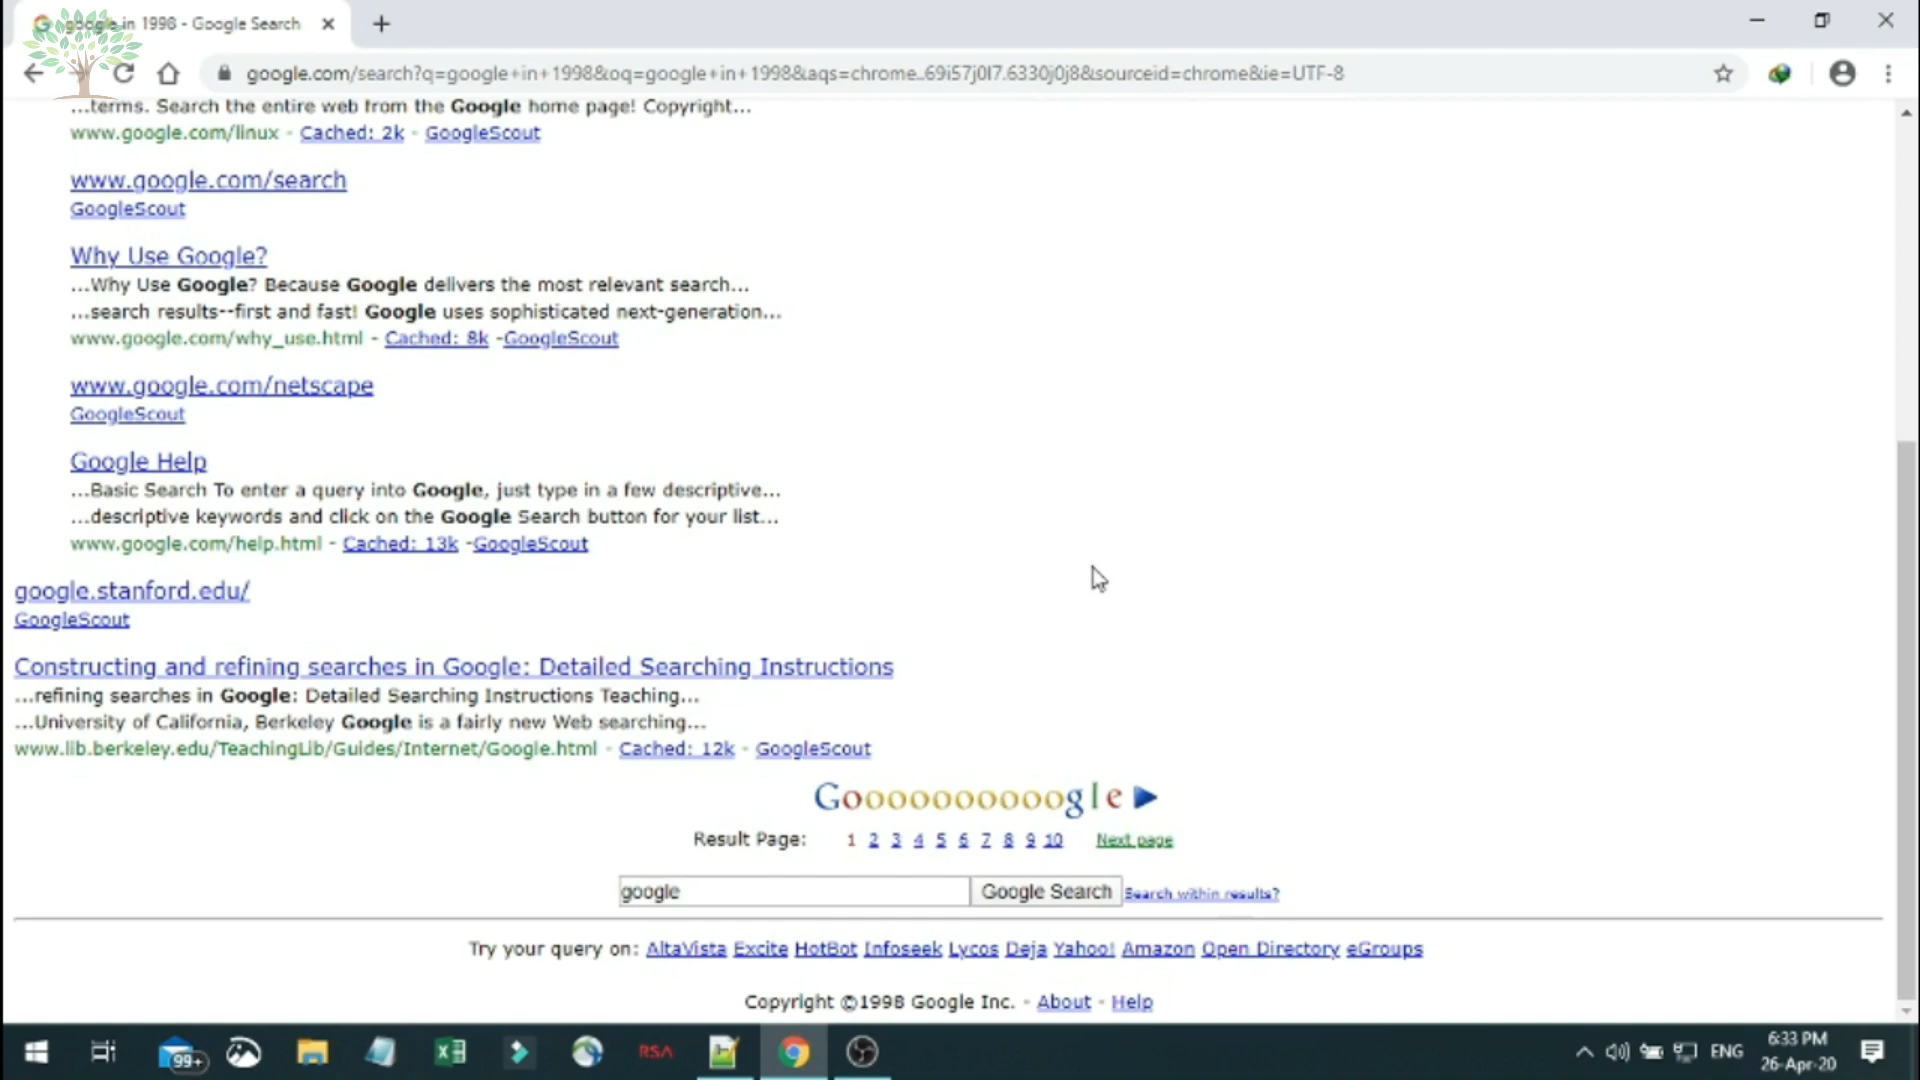 google in 1998 - Google Search
google.com/search?q=google+in+1998&oq=google+in+1998&aqs=chrome..69i57j0l7.6330j0j8&sourceid=chrome&ie=UTF-8
...terms. Search the entire web from the Google home page! Copyright...
www.google.com/linux - Cached: 2k - GoogleScout
www.google.com/search
GoogleScout
Why Use Google?
...Why Use Google? Because Google delivers the most relevant search...
...search results--first and fast! Google uses sophisticated next-generation...
www.google.com/why_use.html - Cached: 8k -GoogleScout
www.google.com/netscape
GoogleScout
Google Help
...Basic Search To enter a query into Google, just type in a few descriptive...
...descriptive keywords and click on the Google Search button for your list...
www.google.com/help.html - Cached: 13k -GoogleScout
google.stanford.edu/
GoogleScout
Constructing and refining searches in Google: Detailed Searching Instructions
...refining searches in Google: Detailed Searching Instructions Teaching...
...University of California, Berkeley Google is a fairly new Web searching...
www.lib.berkeley.edu/TeachingLib/Guides/Internet/Google.html - Cached: 12k - GoogleScout
Goooooooooogle
Result Page: 1 2 3 4 5 6 7 8 9 10 Next page
google Google Search Search within results?
Try your query on: AltaVista Excite HotBot Infoseek Lycos Deja Yahoo! Amazon Open Directory eGroups
Copyright ©1998 Google Inc. - About - Help
99+ RSA ENG 6:33 PM
26-Apr-20